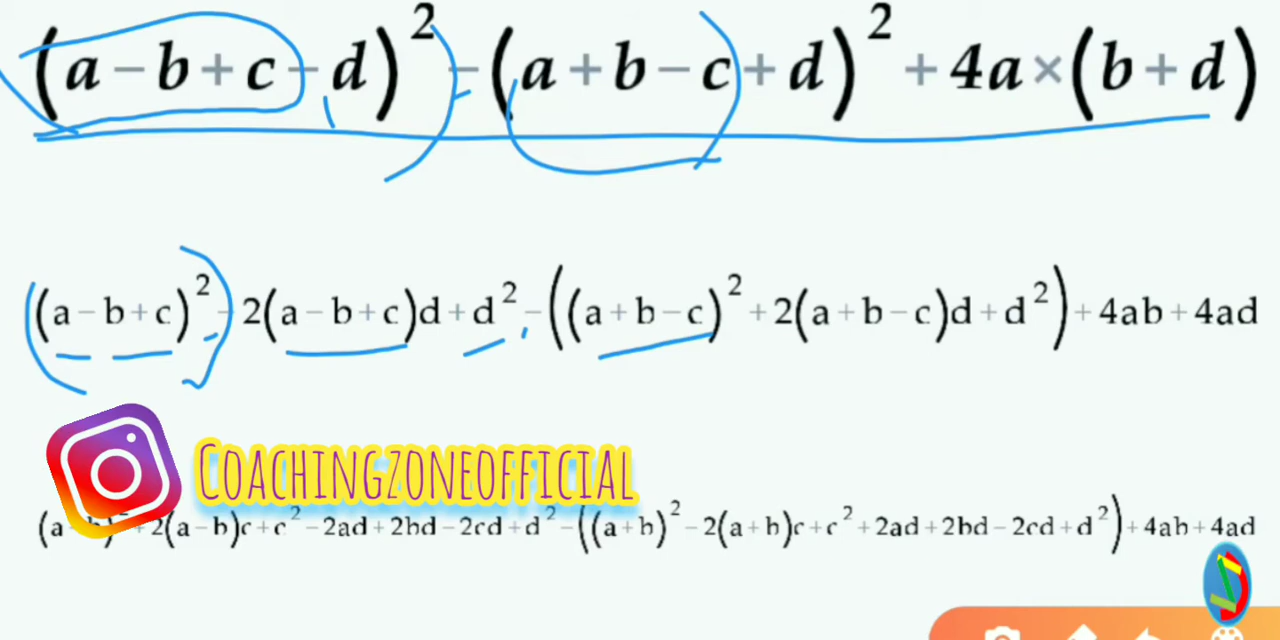 (a − b + c − d)² − (a + b − c + d)² + 4a × (b + d)
(a − b + c)² − 2(a − b + c)d + d² − ((a + b − c)² + 2(a + b − c)d + d²) + 4ab + 4ad
Coachingzoneofficial
2(a − b)c + c² − 2ad + 2bd − 2cd + d² − ((a + b)² − 2(a + b)c + c² + 2ad + 2bd − 2cd + d²) + 4ab + 4ad